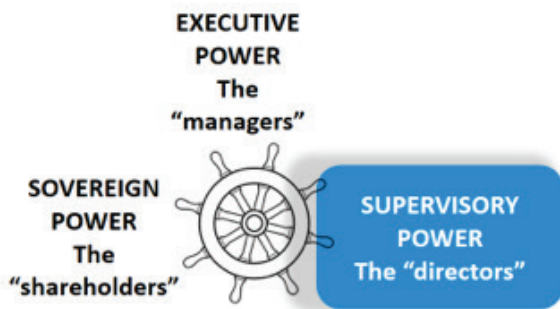 EXECUTIVE
POWER
The
“managers”
SOVEREIGN
POWER
The
“shareholders”
SUPERVISORY
POWER
The “directors”